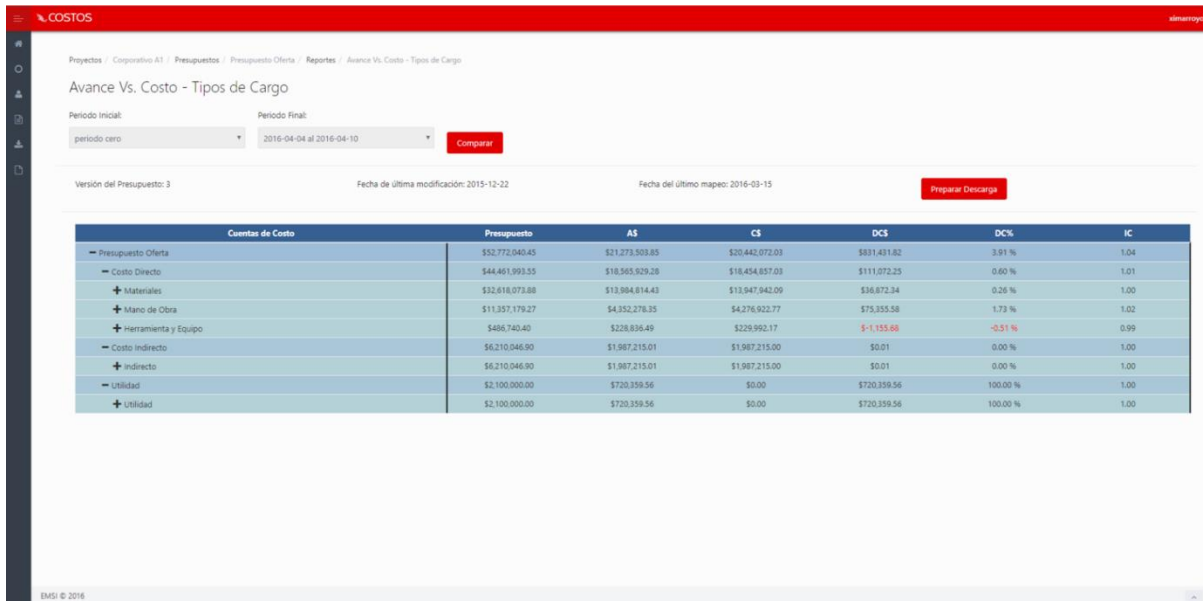 COSTOS ximarroyo
Proyectos / Corporativo A1 / Presupuestos / Presupuesto Oferta / Reportes / Avance Vs. Costo - Tipos de Cargo
Avance Vs. Costo - Tipos de Cargo
Periodo Inicial: Periodo Final:
periodo cero 2016-04-04 al 2016-04-10 Comparar
Versión del Presupuesto: 3 Fecha de última modificación: 2015-12-22 Fecha del último mapeo: 2016-03-15 Preparar Descarga
Cuentas de Costo Presupuesto A$ C$ DC$ DC% IC
Presupuesto Oferta $52,772,040.45 $21,273,503.85 $20,442,072.03 $831,431.82 3.91 % 1.04
Costo Directo $44,461,993.55 $18,565,929.28 $18,454,857.03 $111,072.25 0.60 % 1.01
Materiales $32,618,073.88 $13,984,814.43 $13,947,942.09 $36,872.34 0.26 % 1.00
Mano de Obra $11,357,179.27 $4,352,278.35 $4,276,922.77 $75,355.58 1.73 % 1.02
Herramienta y Equipo $486,740.40 $228,836.49 $229,992.17 $-1,155.68 -0.51 % 0.99
Costo Indirecto $6,210,046.90 $1,987,215.01 $1,987,215.00 $0.01 0.00 % 1.00
Indirecto $6,210,046.90 $1,987,215.01 $1,987,215.00 $0.01 0.00 % 1.00
Utilidad $2,100,000.00 $720,359.56 $0.00 $720,359.56 100.00 % 1.00
Utilidad $2,100,000.00 $720,359.56 $0.00 $720,359.56 100.00 % 1.00
EMSI © 2016